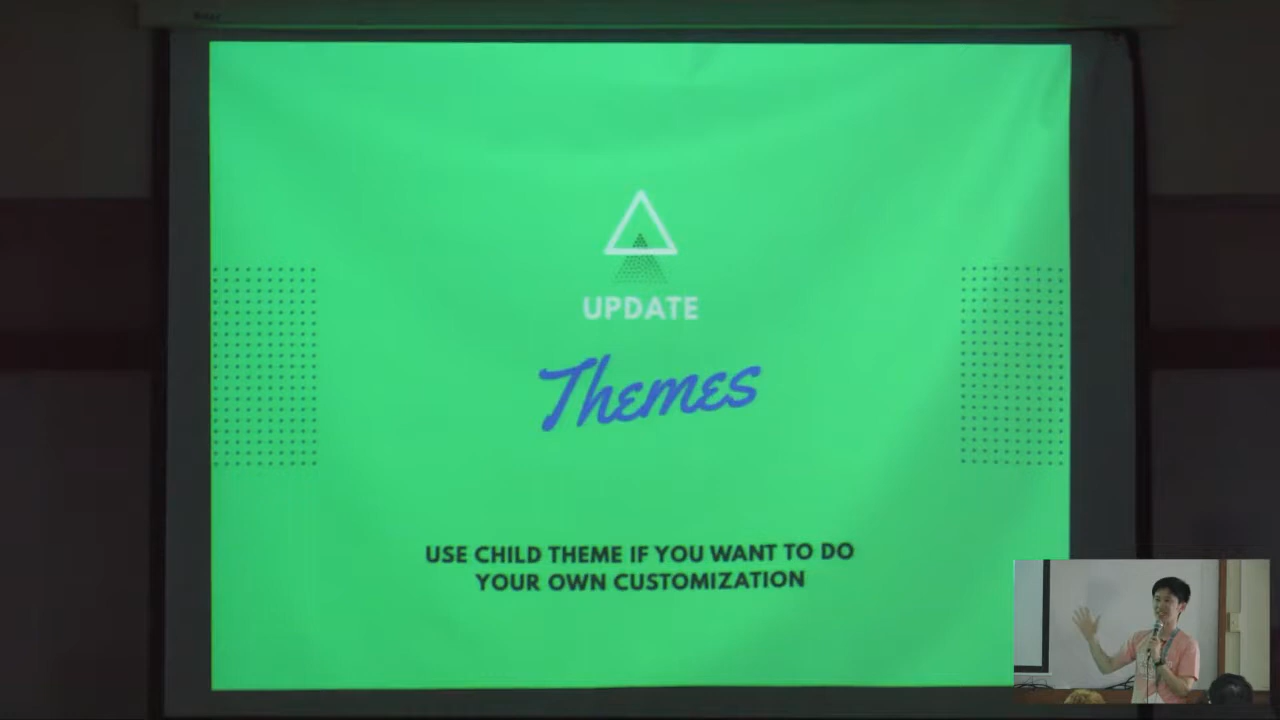 UPDATE
Themes
USE CHILD THEME IF YOU WANT TO DO
YOUR OWN CUSTOMIZATION